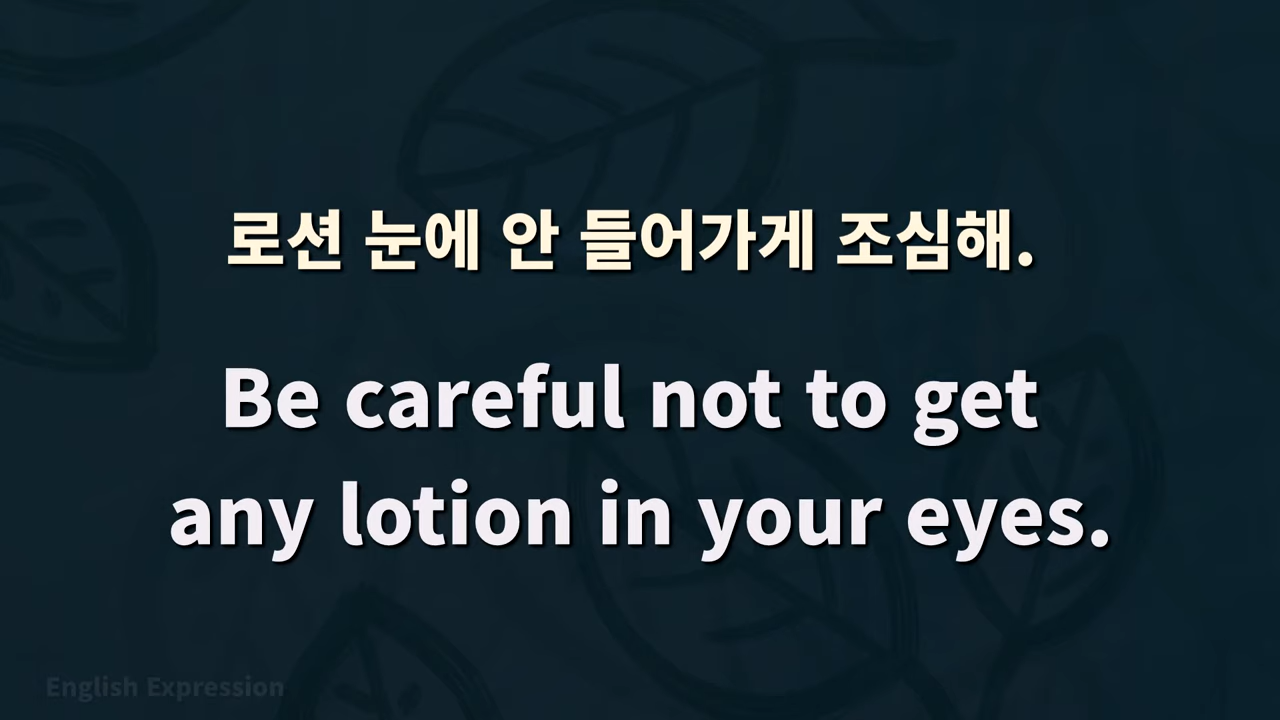 로션 눈에 안 들어가게 조심해.
Be careful not to get
any lotion in your eyes.
English Expression